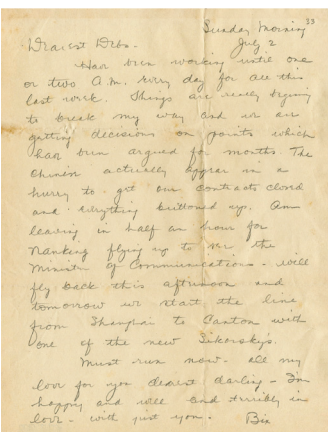 33
Sunday Morning
July 2
Dearest Debs -
Have been working until one
or two A.M. every day for all this
last week. Things are really begining
to break my way and we are
getting decisions on points which
have been argued for months. The
Chinese actually appear in a
hurry to get our contracts closed
and everything buttoned up. Am
leaving in half an hour for
Nanking flying up to see the
Minister of Communications - will
fly back this afternoon and
tomorrow we start the line
from Shanghai to Canton with
one of the new Sikorsky's.
Must run now - all my
love for you dearest darling - I'm
happy and well and terribly in
love - with just you. Bix